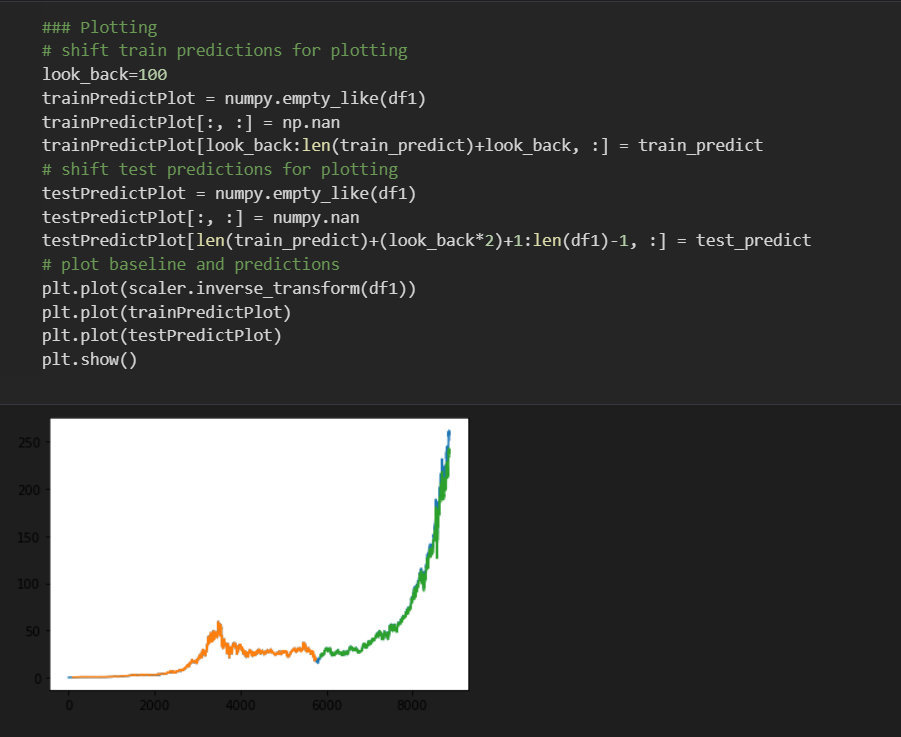 ### Plotting
# shift train predictions for plotting
look_back=100
trainPredictPlot = numpy.empty_like(df1)
trainPredictPlot[:, :] = np.nan
trainPredictPlot[look_back:len(train_predict)+look_back, :] = train_predict
# shift test predictions for plotting
testPredictPlot = numpy.empty_like(df1)
testPredictPlot[:, :] = numpy.nan
testPredictPlot[len(train_predict)+(look_back*2)+1:len(df1)-1, :] = test_predict
# plot baseline and predictions
plt.plot(scaler.inverse_transform(df1))
plt.plot(trainPredictPlot)
plt.plot(testPredictPlot)
plt.show()
250
200
150
100
50
0
0 2000 4000 6000 8000